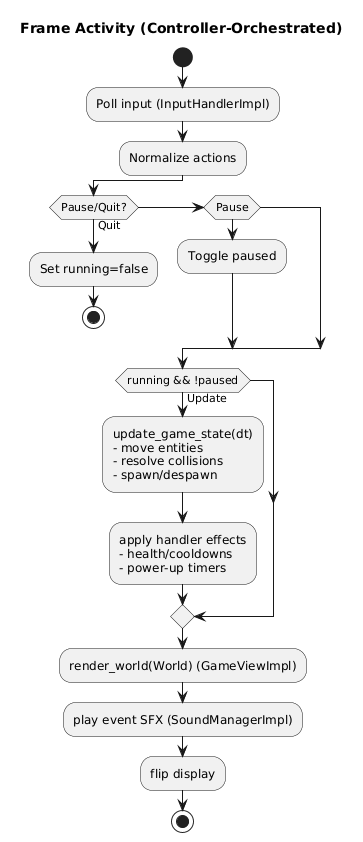 Frame Activity (Controller-Orchestrated)
Poll input (InputHandlerImpl)
Normalize actions
Pause/Quit?
Pause
Quit
Toggle paused
Set running=false
running && !paused
Update
update_game_state(dt)
- move entities
- resolve collisions
- spawn/despawn
apply handler effects
- health/cooldowns
- power-up timers
render_world(World) (GameViewImpl)
play event SFX (SoundManagerImpl)
flip display